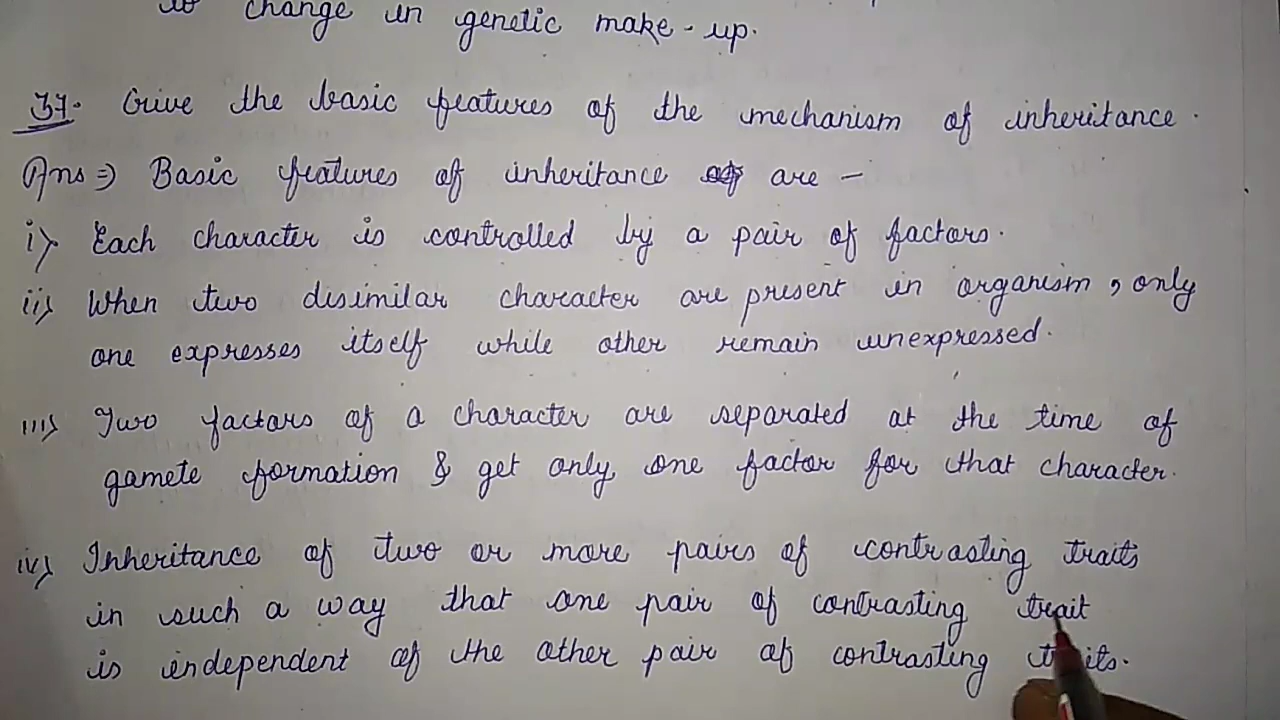 to change in genetic make-up.
37. Give the basic features of the mechanism of inheritance.
Ans ⇒ Basic features of inheritance are –
i) Each character is controlled by a pair of factors.
ii) When two disimilar character are present in organism, only
one expresses itself while other remain unexpressed.
iii) Two factors of a character are separated at the time of
gamete formation & get only one factor for that character.
iv) Inheritance of two or more pairs of contrasting traits
in such a way that one pair of contrasting trait
is independent of the other pair of contrasting traits.